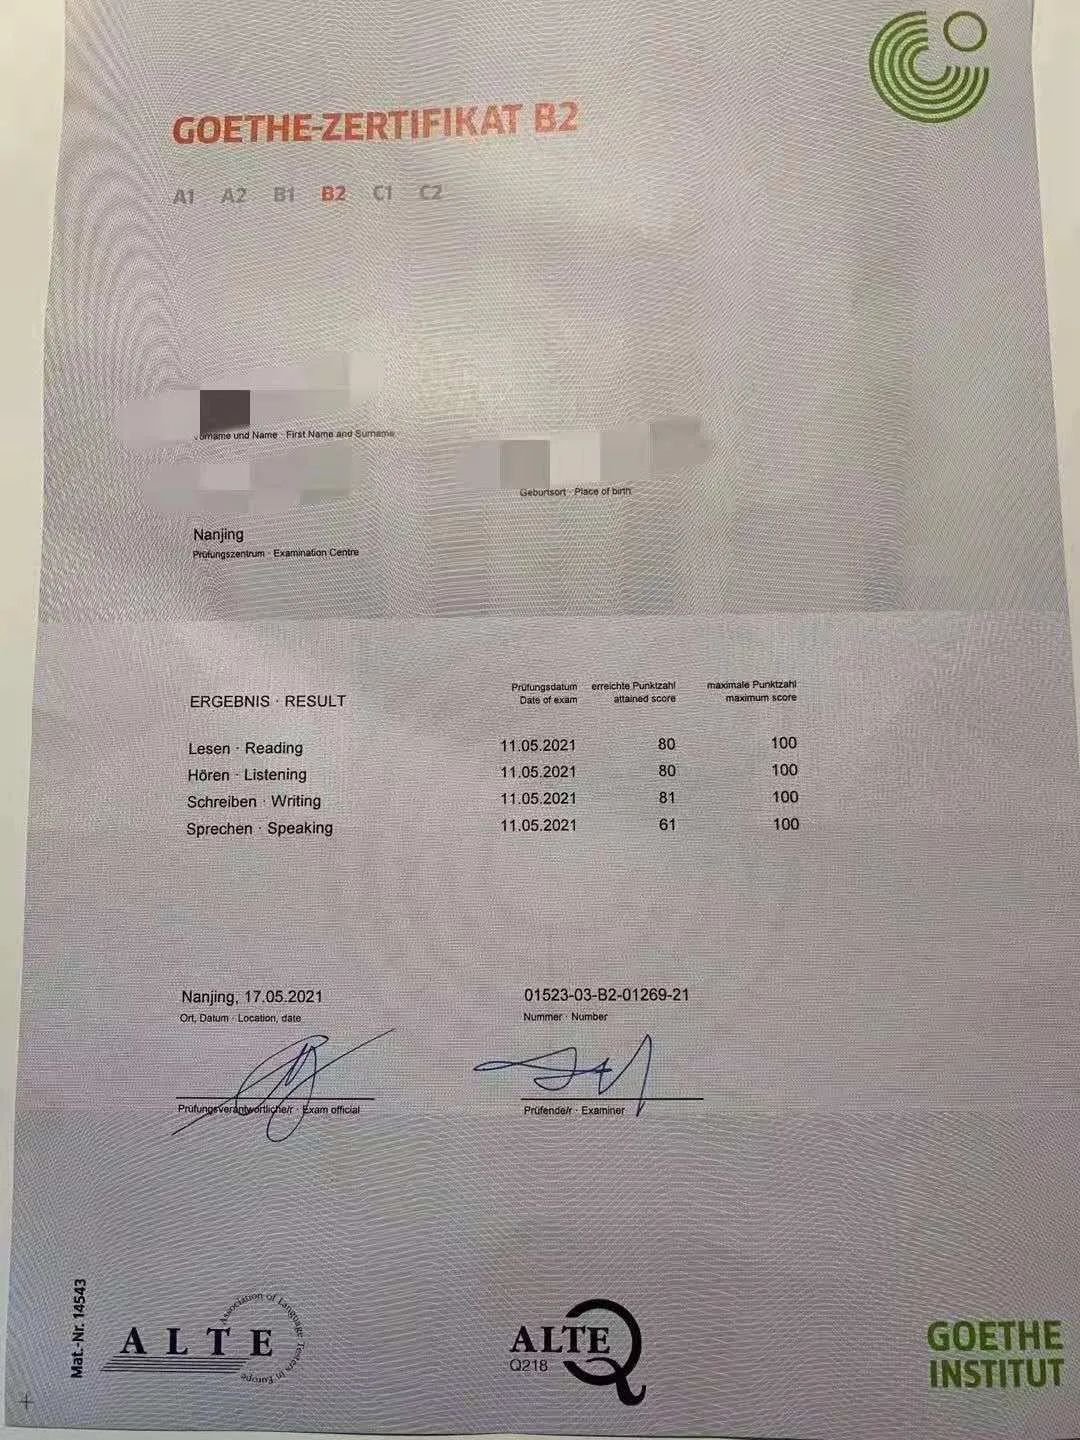 GOETHE-ZERTIFIKAT B2
A1 A2 B1 B2 C1 C2
und Name · First Name and Surname
Geburtsort · Place of birth
Nanjing
Prüfungszentrum · Examination Centre
ERGEBNIS · RESULT
Prüfungsdatum erreichte Punktzahl maximale Punktzahl
Date of exam attained score maximum score
Lesen · Reading 11.05.2021 80 100
Hören · Listening 11.05.2021 80 100
Schreiben · Writing 11.05.2021 81 100
Sprechen · Speaking 11.05.2021 61 100
Nanjing, 17.05.2021 01523-03-B2-01269-21
Ort, Datum · Location, date Nummer · Number
Prüfungsverantwortliche/r · Exam official Prüfende/r · Examiner
Mat.-Nr. 14543
ALTE
Association of Language Testers in Europe
ALTE
Q218
GOETHE
INSTITUT